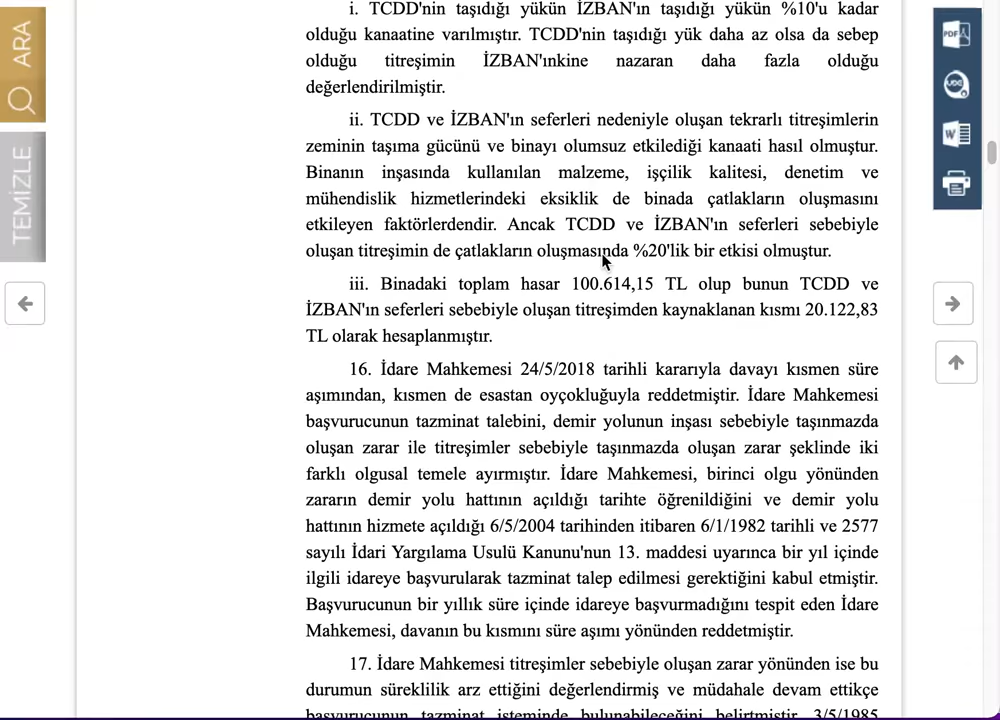 ARA
TEMİZLE
PDF
UDF
W
i. TCDD'nin taşıdığı yükün İZBAN'ın taşıdığı yükün %10'u kadar
olduğu kanaatine varılmıştır. TCDD'nin taşıdığı yük daha az olsa da sebep
olduğu titreşimin İZBAN'ınkine nazaran daha fazla olduğu
değerlendirilmiştir.
ii. TCDD ve İZBAN'ın seferleri nedeniyle oluşan tekrarlı titreşimlerin
zeminin taşıma gücünü ve binayı olumsuz etkilediği kanaati hasıl olmuştur.
Binanın inşasında kullanılan malzeme, işçilik kalitesi, denetim ve
mühendislik hizmetlerindeki eksiklik de binada çatlakların oluşmasını
etkileyen faktörlerdendir. Ancak TCDD ve İZBAN'ın seferleri sebebiyle
oluşan titreşimin de çatlakların oluşmasında %20'lik bir etkisi olmuştur.
iii. Binadaki toplam hasar 100.614,15 TL olup bunun TCDD ve
İZBAN'ın seferleri sebebiyle oluşan titreşimden kaynaklanan kısmı 20.122,83
TL olarak hesaplanmıştır.
16. İdare Mahkemesi 24/5/2018 tarihli kararıyla davayı kısmen süre
aşımından, kısmen de esastan oyçokluğuyla reddetmiştir. İdare Mahkemesi
başvurucunun tazminat talebini, demir yolunun inşası sebebiyle taşınmazda
oluşan zarar ile titreşimler sebebiyle taşınmazda oluşan zarar şeklinde iki
farklı olgusal temele ayırmıştır. İdare Mahkemesi, birinci olgu yönünden
zararın demir yolu hattının açıldığı tarihte öğrenildiğini ve demir yolu
hattının hizmete açıldığı 6/5/2004 tarihinden itibaren 6/1/1982 tarihli ve 2577
sayılı İdari Yargılama Usulü Kanunu'nun 13. maddesi uyarınca bir yıl içinde
ilgili idareye başvurularak tazminat talep edilmesi gerektiğini kabul etmiştir.
Başvurucunun bir yıllık süre içinde idareye başvurmadığını tespit eden İdare
Mahkemesi, davanın bu kısmını süre aşımı yönünden reddetmiştir.
17. İdare Mahkemesi titreşimler sebebiyle oluşan zarar yönünden ise bu
durumun süreklilik arz ettiğini değerlendirmiş ve müdahale devam ettikçe
başvurucunun tazminat isteminde bulunabileceğini belirtmiştir. 3/5/1985